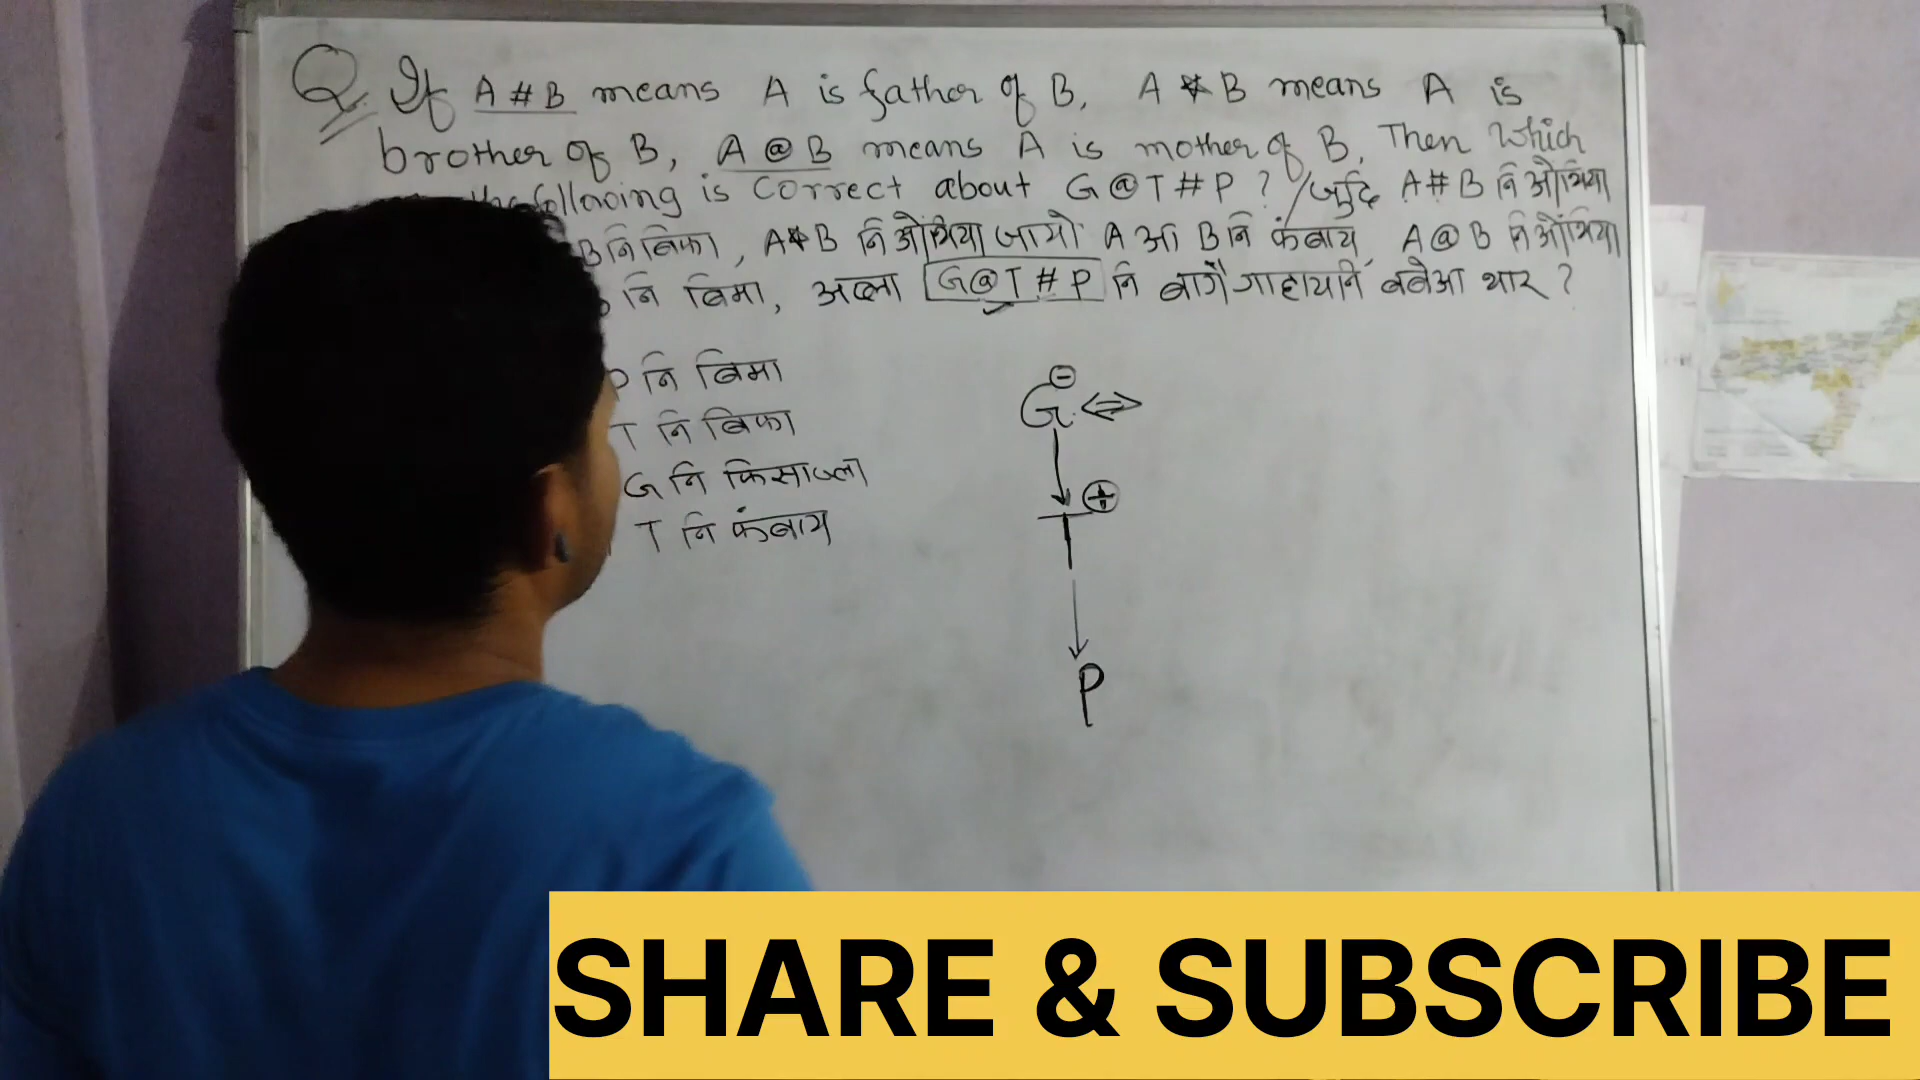 Q. If A # B means A is father of B, A * B means A is
brother of B, A @ B means A is mother of B. Then Which
the following is correct about G @ T # P ? / जुदि A # B नि ओंथिया
B नि बिफा, A * B नि ओंथिया जायो A आ B नि फंबाय, A @ B नि ओंथिया
नि बिमा, अब्ला G @ T # P नि बागै गाहायनि बबेआ थार ?
P नि बिमा
T नि बिफा
G नि फिसाज्ला
T नि फंबाय
G ⊖ ⇔
T ⊕
P
SHARE & SUBSCRIBE